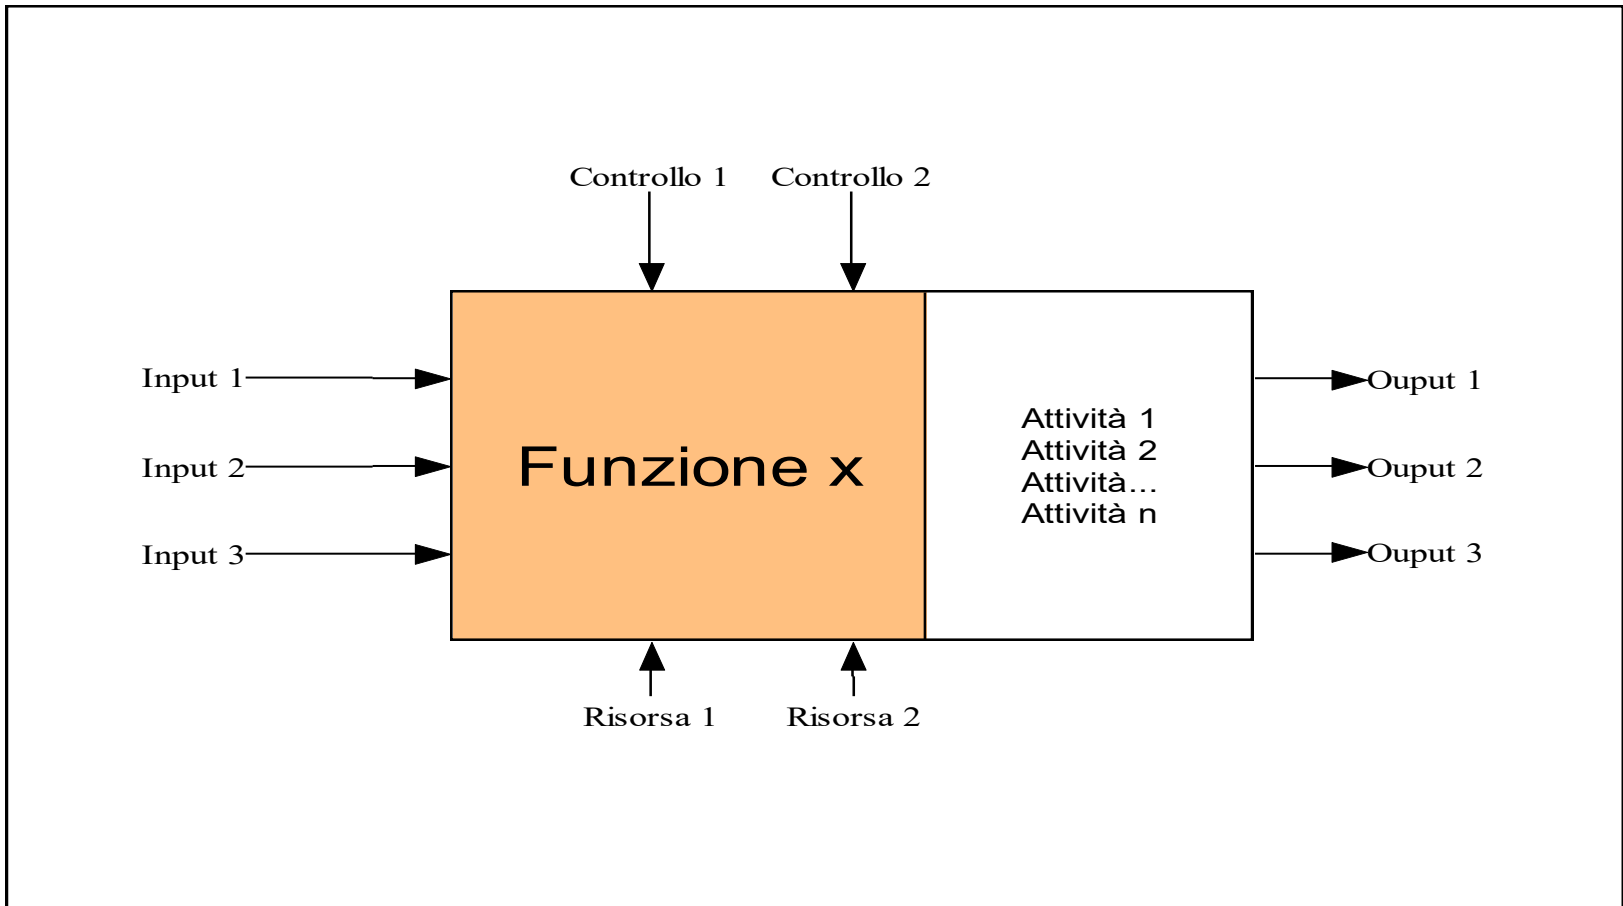 Controllo 1 Controllo 2
Input 1
Input 2
Input 3
Funzione x
Attività 1
Attività 2
Attività...
Attività n
Ouput 1
Ouput 2
Ouput 3
Risorsa 1 Risorsa 2